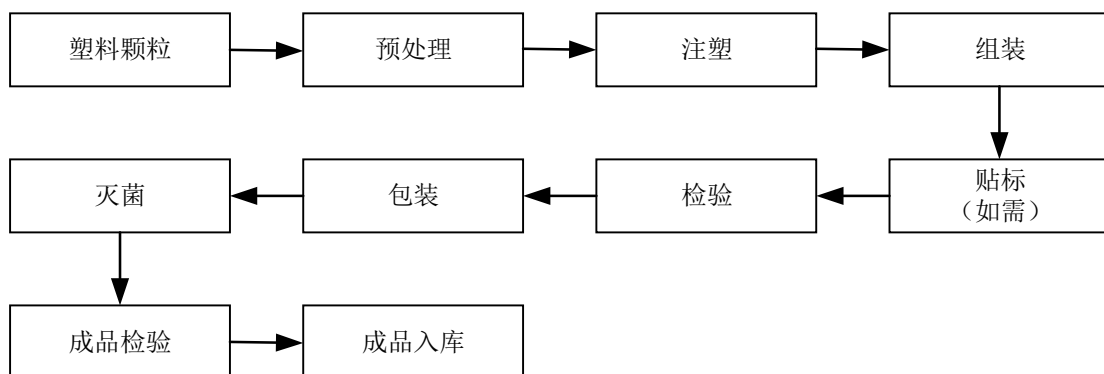 塑料颗粒
预处理
注塑
组装
贴标
（如需）
检验
包装
灭菌
成品检验
成品入库